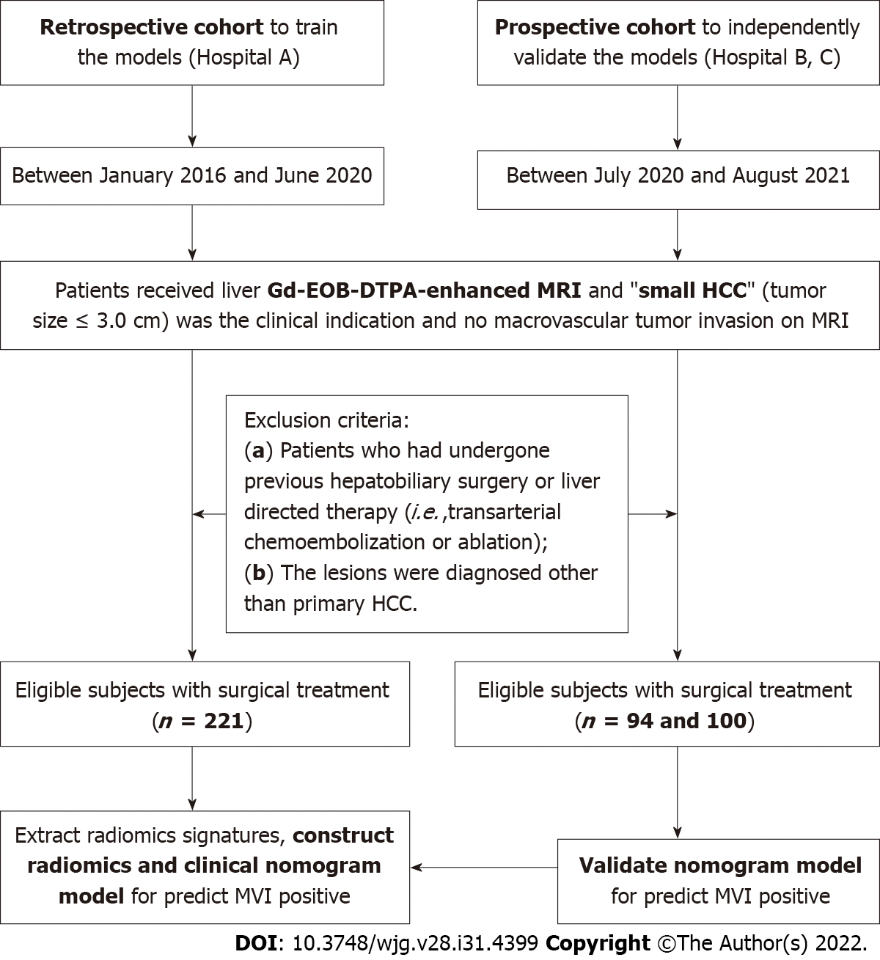 Retrospective cohort to train
the models (Hospital A)
Prospective cohort to independently
validate the models (Hospital B, C)
Between January 2016 and June 2020
Between July 2020 and August 2021
Patients received liver Gd-EOB-DTPA-enhanced MRI and "small HCC" (tumor
size ≤ 3.0 cm) was the clinical indication and no macrovascular tumor invasion on MRI
Exclusion criteria:
(a) Patients who had undergone
previous hepatobiliary surgery or liver
directed therapy (i.e.,transarterial
chemoembolization or ablation);
(b) The lesions were diagnosed other
than primary HCC.
Eligible subjects with surgical treatment
(n = 221)
Eligible subjects with surgical treatment
(n = 94 and 100)
Extract radiomics signatures, construct
radiomics and clinical nomogram
model for predict MVI positive
Validate nomogram model
for predict MVI positive
DOI: 10.3748/wjg.v28.i31.4399 Copyright ©The Author(s) 2022.